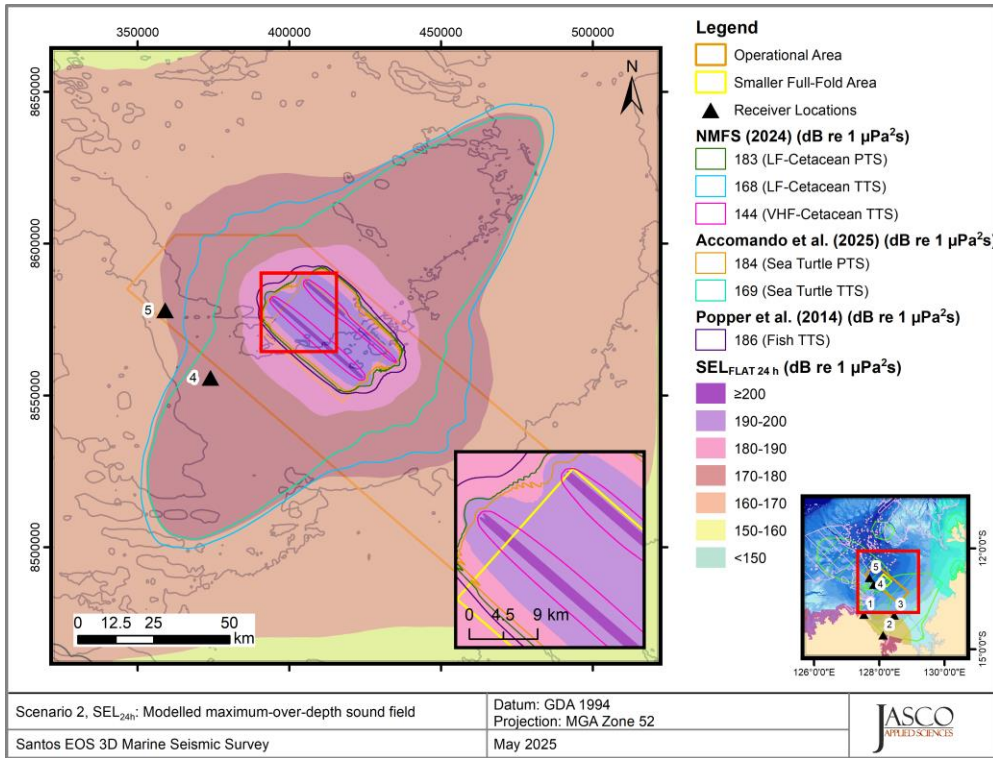 350000 400000 450000 500000
8650000
8600000
8550000
8500000
N
5
4
0 12.5 25 50
km
0 4.5 9 km
Legend
Operational Area
Smaller Full-Fold Area
Receiver Locations
NMFS (2024) (dB re 1 µPa²s)
183 (LF-Cetacean PTS)
168 (LF-Cetacean TTS)
144 (VHF-Cetacean TTS)
Accomando et al. (2025) (dB re 1 µPa²s)
184 (Sea Turtle PTS)
169 (Sea Turtle TTS)
Popper et al. (2014) (dB re 1 µPa²s)
186 (Fish TTS)
SEL FLAT 24 h (dB re 1 µPa²s)
≥200
190-200
180-190
170-180
160-170
150-160
<150
5
4
1
3
2
12°0'0"S
15°0'0"S
126°0'0"E 128°0'0"E 130°0'0"E
Scenario 2, SEL24h: Modelled maximum-over-depth sound field
Santos EOS 3D Marine Seismic Survey
Datum: GDA 1994
Projection: MGA Zone 52
May 2025
JASCO
APPLIED SCIENCES